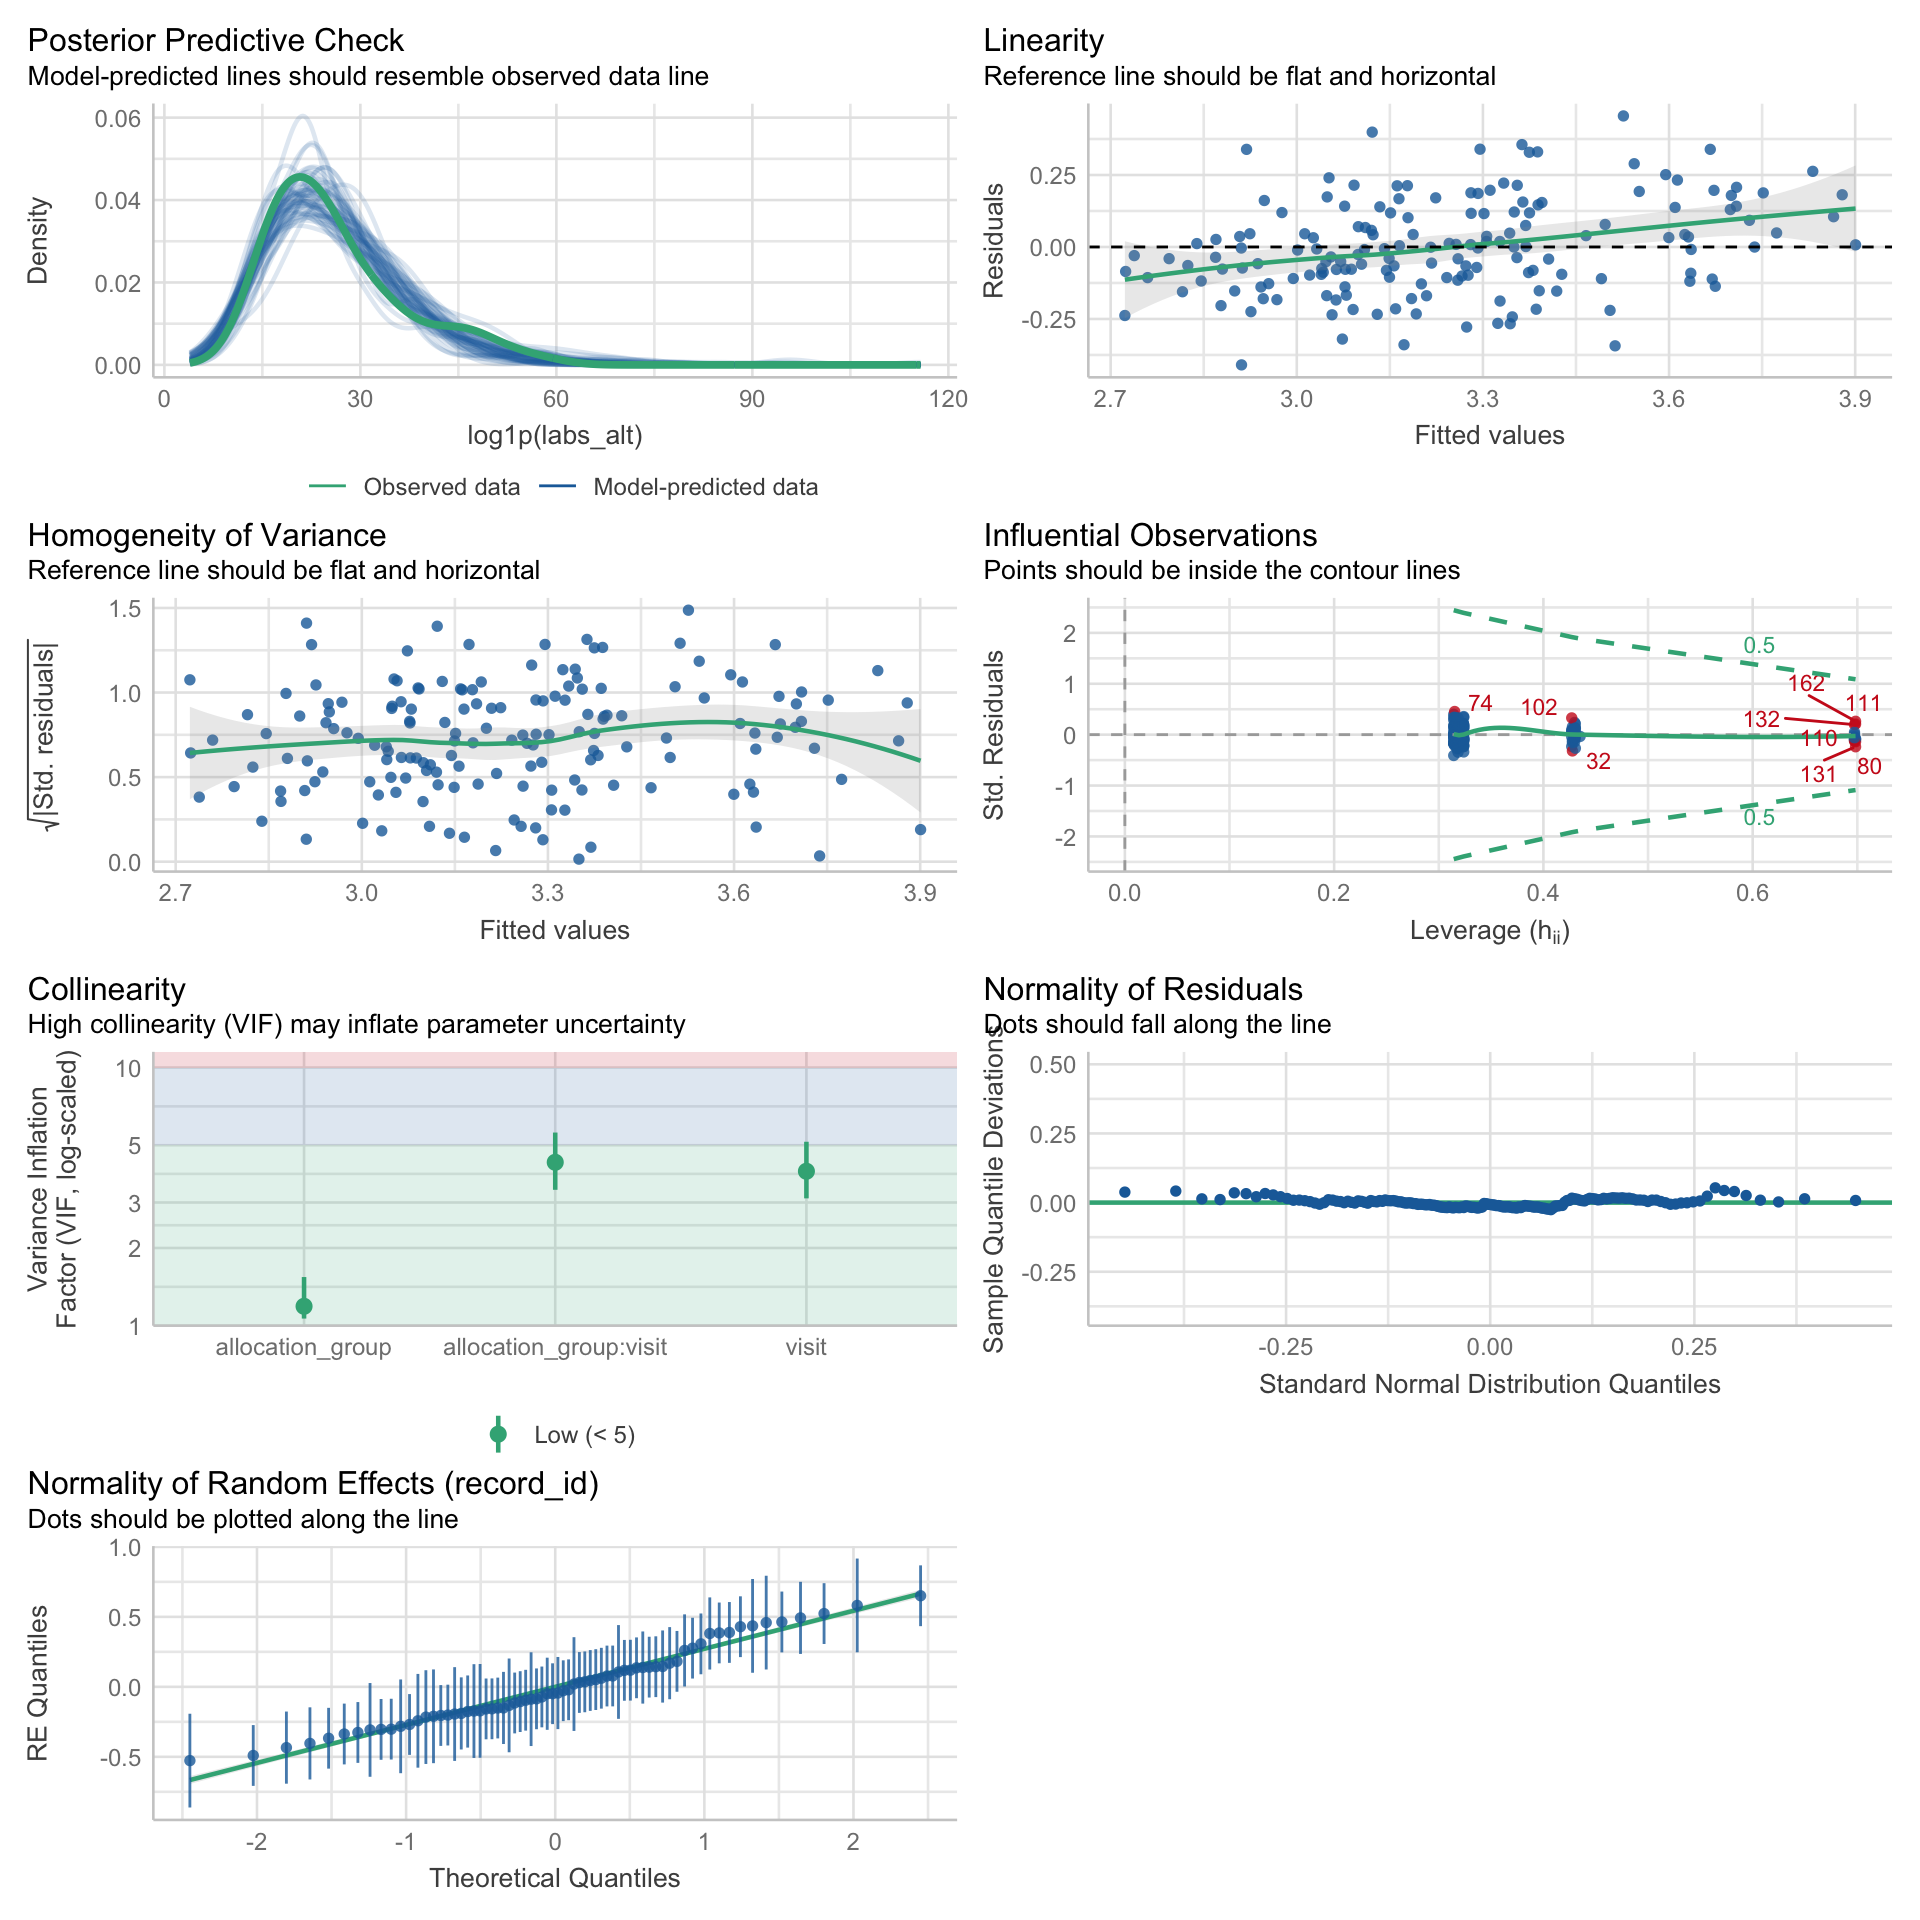 Posterior Predictive Check
Model-predicted lines should resemble observed data line
Density
0.06
0.04
0.02
0.00
0 30 60 90 120
log1p(labs_alt)
Observed data Model-predicted data
Linearity
Reference line should be flat and horizontal
Residuals
0.25
0.00
-0.25
2.7 3.0 3.3 3.6 3.9
Fitted values
Homogeneity of Variance
Reference line should be flat and horizontal
√|Std. residuals|
1.5
1.0
0.5
0.0
2.7 3.0 3.3 3.6 3.9
Fitted values
Influential Observations
Points should be inside the contour lines
Std. Residuals
2
1
0
-1
-2
0.5
162
74 102 111
132
110
32 131 80
0.5
0.0 0.2 0.4 0.6
Leverage (hii)
Collinearity
High collinearity (VIF) may inflate parameter uncertainty
Variance Inflation
Factor (VIF, log-scaled)
10
5
3
2
1
allocation_group allocation_group:visit visit
Low (< 5)
Normality of Residuals
Dots should fall along the line
Sample Quantile Deviations
0.50
0.25
0.00
-0.25
-0.25 0.00 0.25
Standard Normal Distribution Quantiles
Normality of Random Effects (record_id)
Dots should be plotted along the line
RE Quantiles
1.0
0.5
0.0
-0.5
-2 -1 0 1 2
Theoretical Quantiles